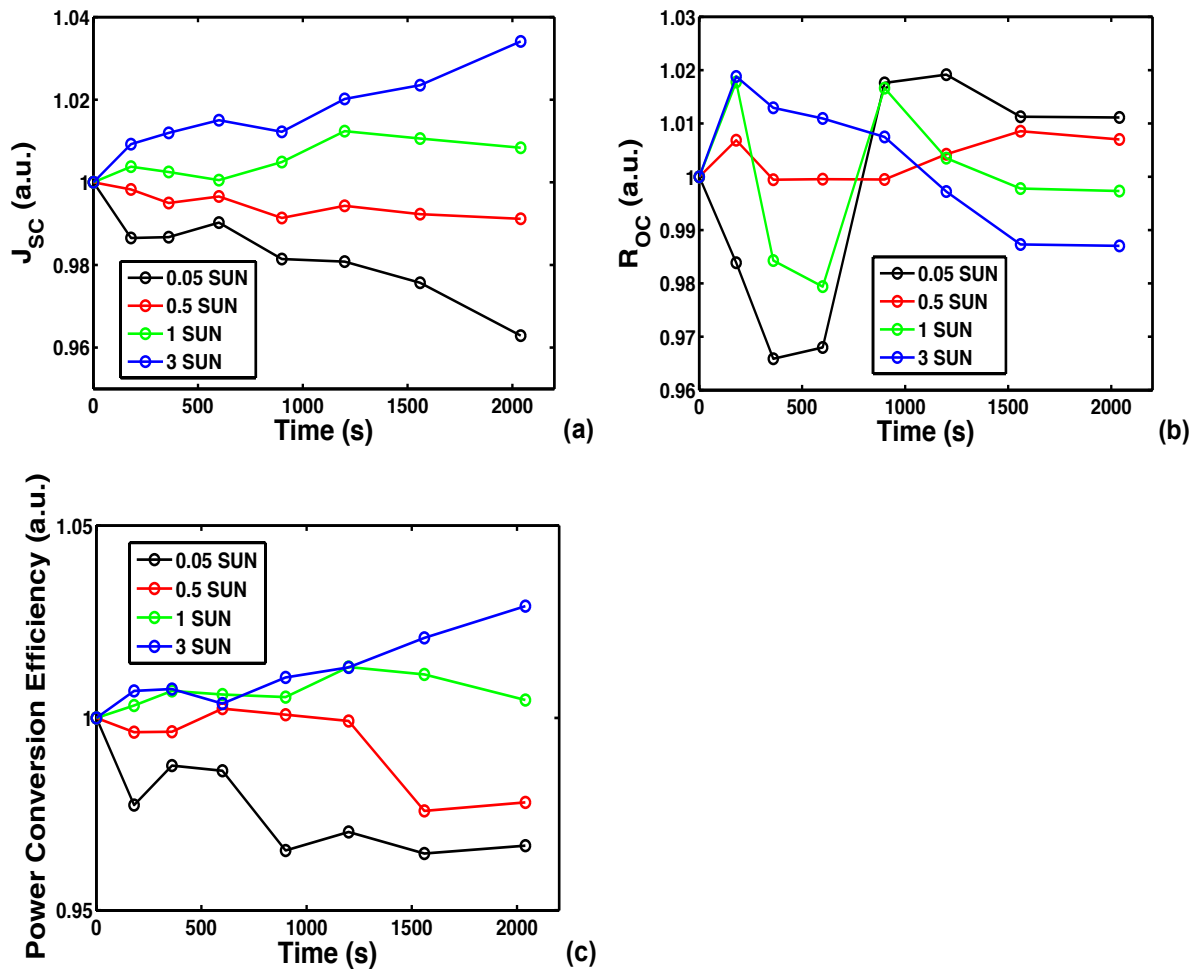 1.04
1.02
1
0.98
0.96
J_SC (a.u.)
0.05 SUN
0.5 SUN
1 SUN
3 SUN
0 500 1000 1500 2000
Time (s)
(a)
1.03
1.02
1.01
1
0.99
0.98
0.97
0.96
R_OC (a.u.)
0.05 SUN
0.5 SUN
1 SUN
3 SUN
0 500 1000 1500 2000
Time (s)
(b)
1.05
1
0.95
Power Conversion Efficiency (a.u.)
0.05 SUN
0.5 SUN
1 SUN
3 SUN
0 500 1000 1500 2000
Time (s)
(c)